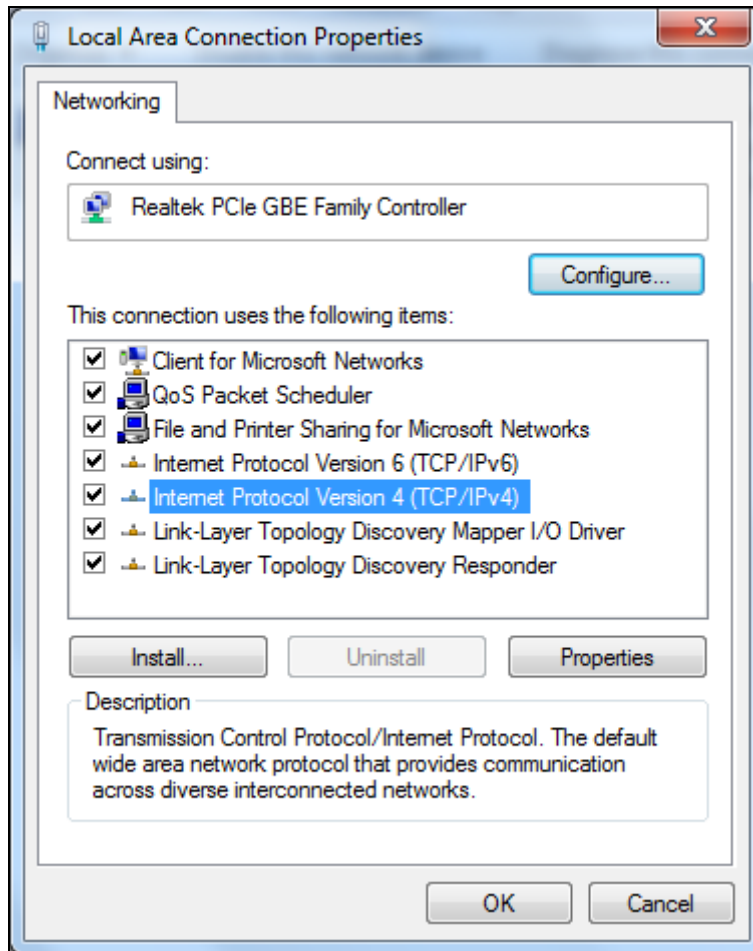 Local Area Connection Properties
Networking
Connect using:
Realtek PCIe GBE Family Controller
Configure...
This connection uses the following items:
Client for Microsoft Networks
QoS Packet Scheduler
File and Printer Sharing for Microsoft Networks
Internet Protocol Version 6 (TCP/IPv6)
Internet Protocol Version 4 (TCP/IPv4)
Link-Layer Topology Discovery Mapper I/O Driver
Link-Layer Topology Discovery Responder
Install...
Uninstall
Properties
Description
Transmission Control Protocol/Internet Protocol. The default
wide area network protocol that provides communication
across diverse interconnected networks.
OK
Cancel